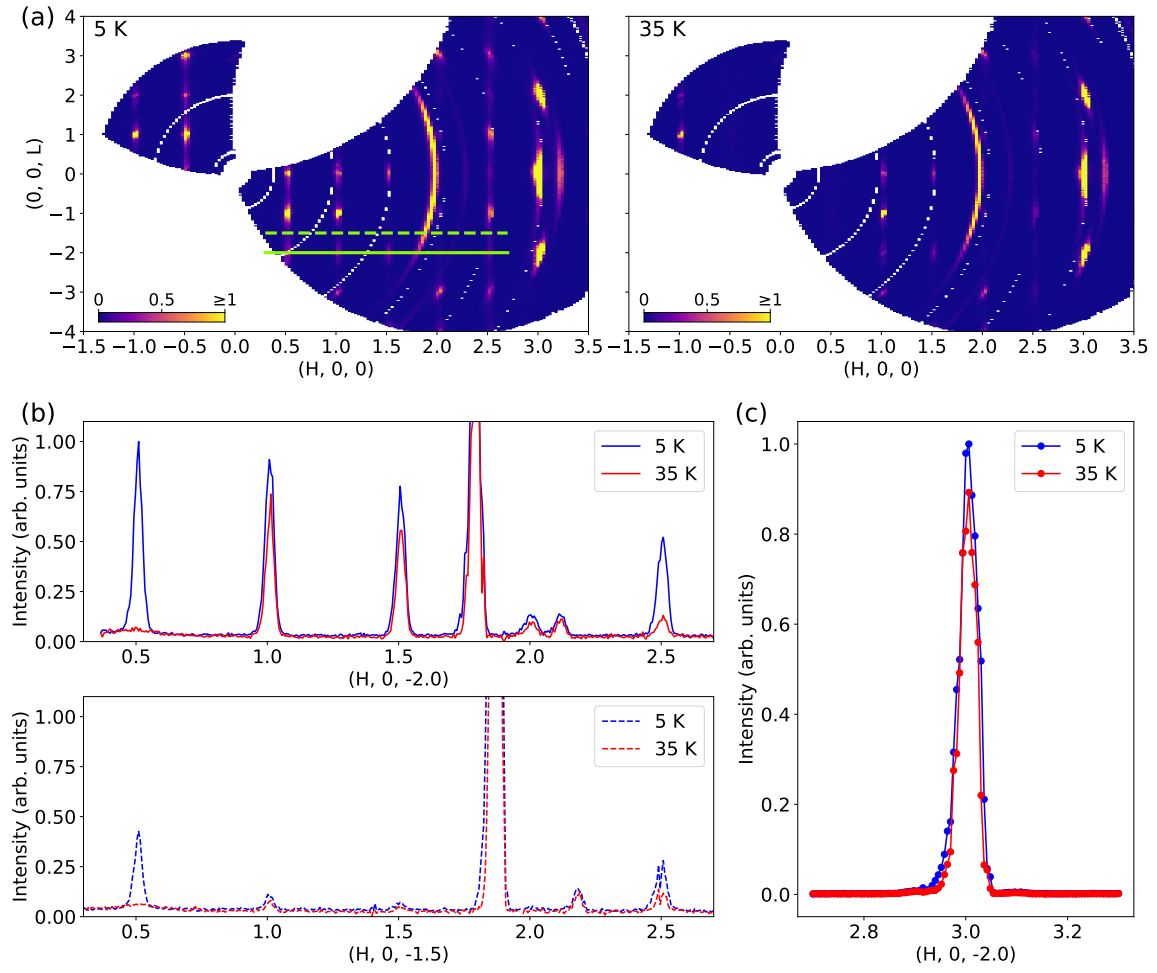 (a)
5 K
35 K
4
3
2
1
0
−1
−2
−3
−4
(0, 0, L)
0 0.5 ≥1
0 0.5 ≥1
−1.5 −1.0 −0.5 0.0 0.5 1.0 1.5 2.0 2.5 3.0 3.5
−1.5 −1.0 −0.5 0.0 0.5 1.0 1.5 2.0 2.5 3.0 3.5
(H, 0, 0)
(H, 0, 0)
(b)
1.00
0.75
0.50
0.25
0.00
Intensity (arb. units)
5 K
35 K
0.5 1.0 1.5 2.0 2.5
(H, 0, -2.0)
1.00
0.75
0.50
0.25
0.00
Intensity (arb. units)
5 K
35 K
0.5 1.0 1.5 2.0 2.5
(H, 0, -1.5)
(c)
1.0
0.8
0.6
0.4
0.2
0.0
Intensity (arb. units)
5 K
35 K
2.8 3.0 3.2
(H, 0, -2.0)